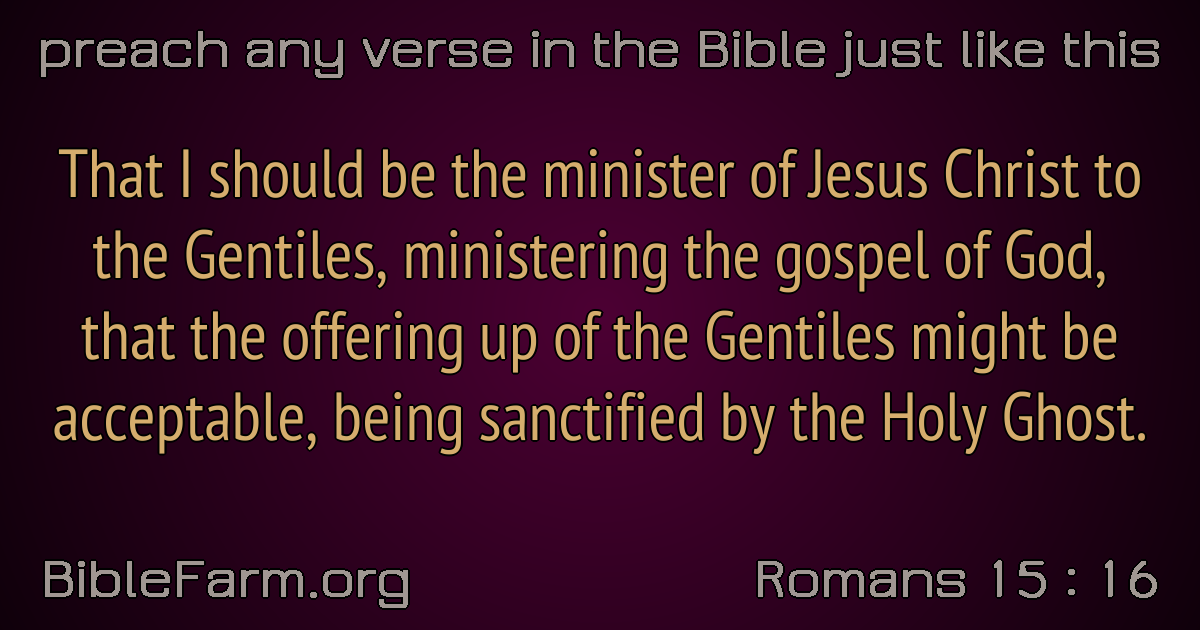 preach any verse in the Bible just like this
That I should be the minister of Jesus Christ to
the Gentiles, ministering the gospel of God,
that the offering up of the Gentiles might be
acceptable, being sanctified by the Holy Ghost.
BibleFarm.org
Romans 15 : 16